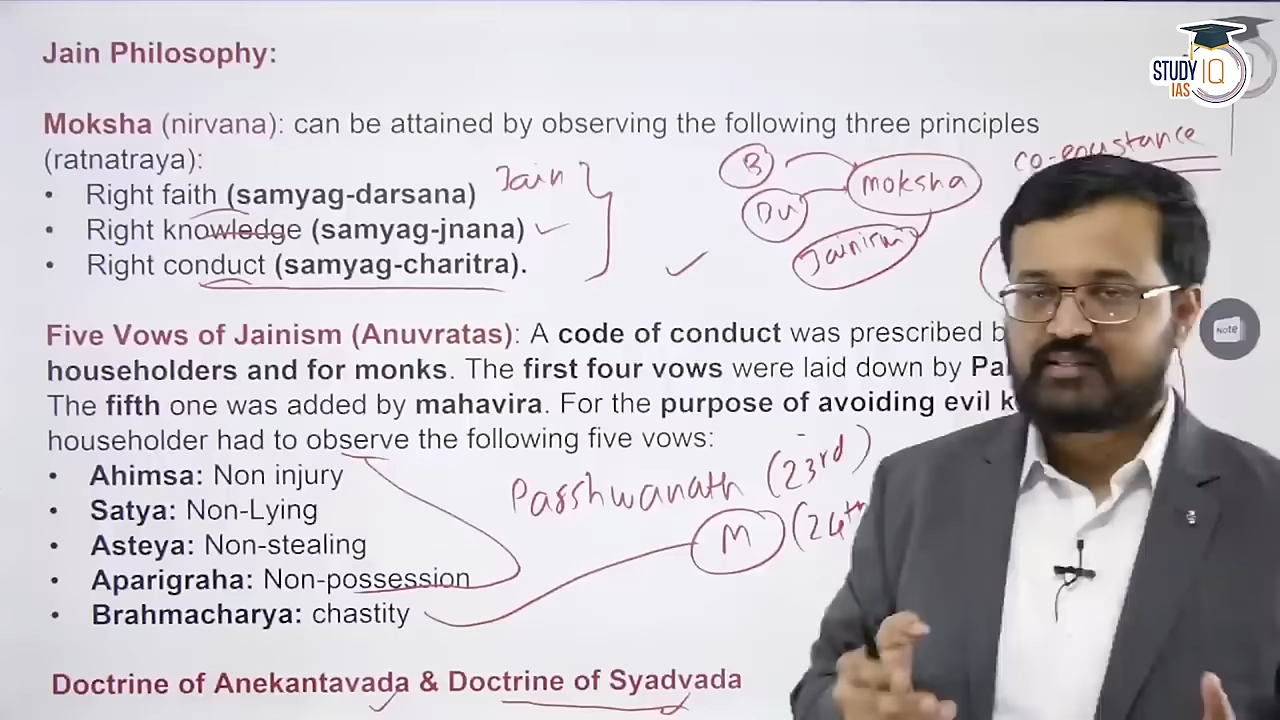 Jain Philosophy:
STUDY IQ
IAS
Moksha (nirvana): can be attained by observing the following three principles
(ratnatraya):
• Right faith (samyag-darsana)
• Right knowledge (samyag-jnana)
• Right conduct (samyag-charitra).
Jain
B
Du
moksha
Jainism
Note
Five Vows of Jainism (Anuvratas): A code of conduct was prescribed b
householders and for monks. The first four vows were laid down by Pa
The fifth one was added by mahavira. For the purpose of avoiding evil k
householder had to observe the following five vows:
• Ahimsa: Non injury
• Satya: Non-Lying
• Asteya: Non-stealing
• Aparigraha: Non-possession
• Brahmacharya: chastity
Parshwanath (23rd)
M (24th
Doctrine of Anekantavada & Doctrine of Syadvada